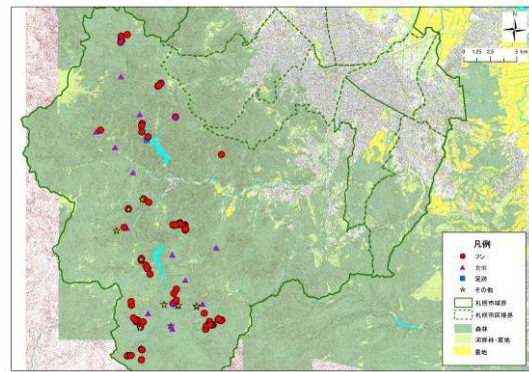 0 1.25 2.5 5 km
凡例
フン
食痕
足跡
その他
札幌市域界
札幌市区域界
森林
河畔林・草地
農地